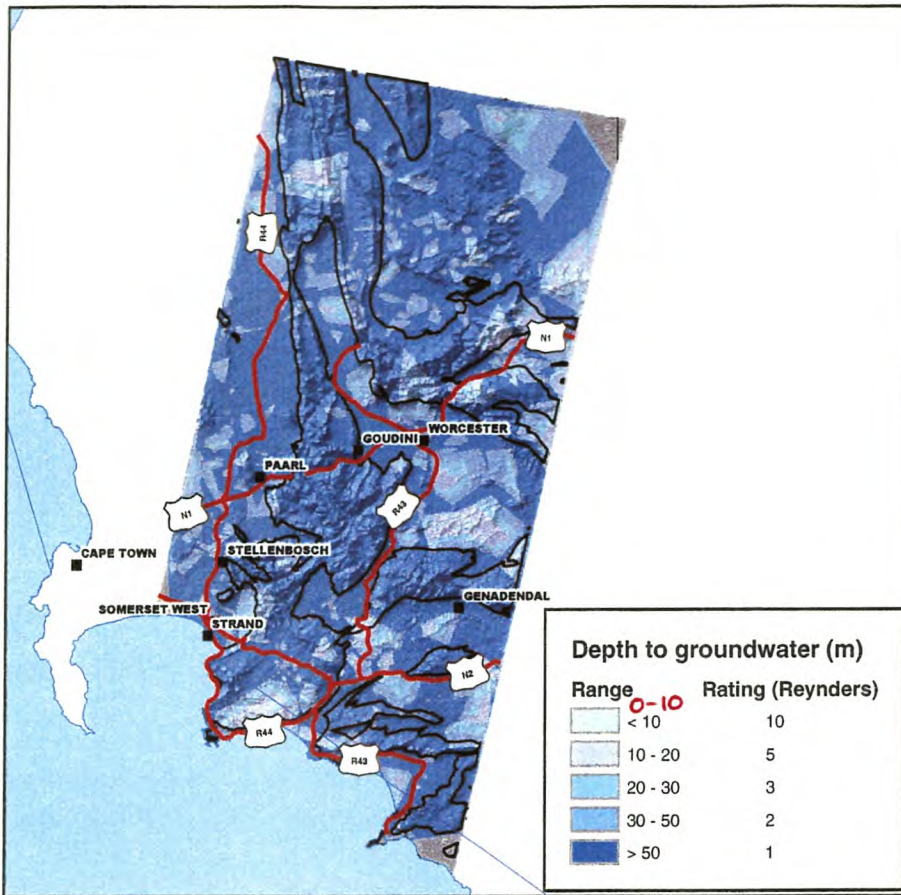 R44
N1
GOUDINI
WORCESTER
PAARL
N1
R43
CAPE TOWN
STELLENBOSCH
GENADENDAL
SOMERSET WEST
STRAND
N2
R44
R43
Depth to groundwater (m)
Range Rating (Reynders)
0-10
< 10 10
10 - 20 5
20 - 30 3
30 - 50 2
> 50 1